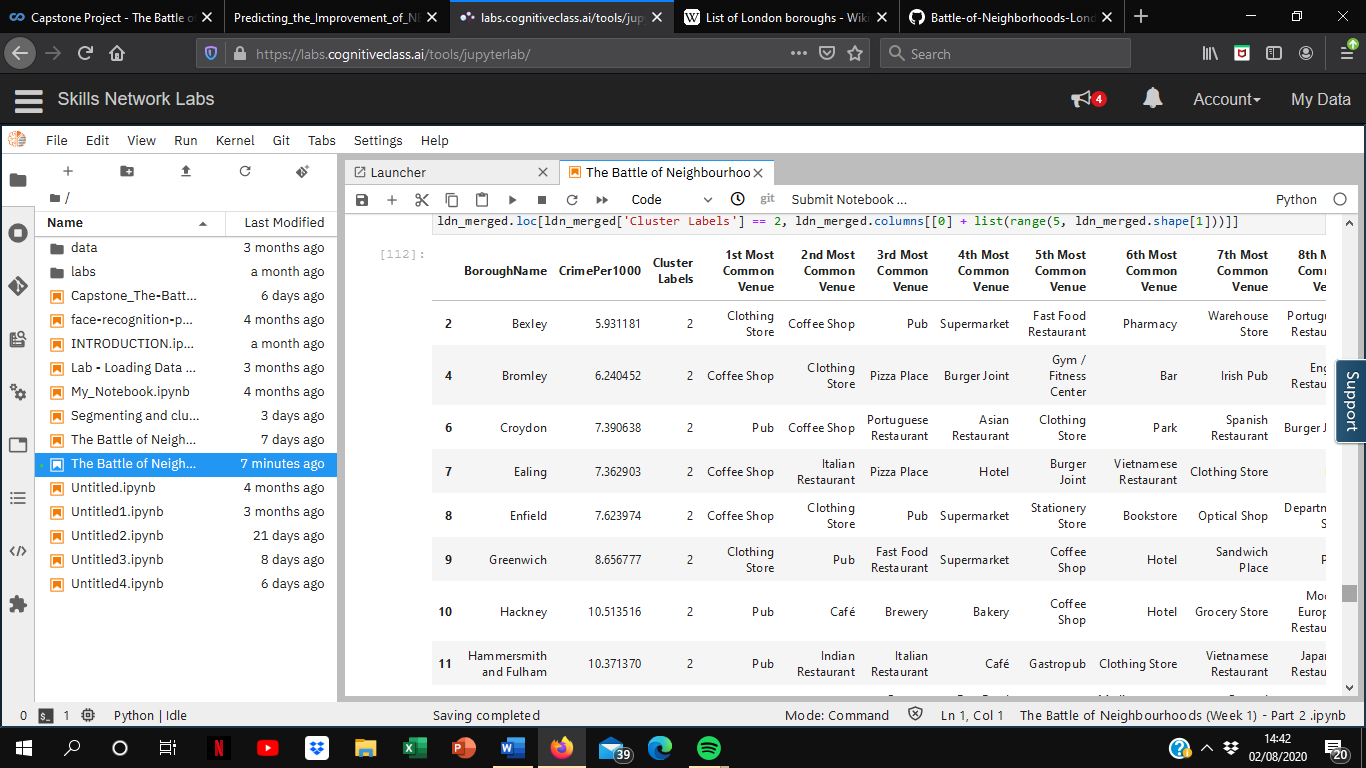 Capstone Project - The Battle of
Predicting_the_Improvement_of_NB
labs.cognitiveclass.ai/tools/jup
List of London boroughs - Wiki
Battle-of-Neighborhoods-Lond
https://labs.cognitiveclass.ai/tools/jupyterlab/
Search
Skills Network Labs
4
Account
My Data
File Edit View Run Kernel Git Tabs Settings Help
Launcher
The Battle of Neighbourhoo
Code
git
Submit Notebook ...
Python
/
Name Last Modified
data 3 months ago
labs a month ago
Capstone_The-Batt... 6 days ago
face-recognition-p... 4 months ago
INTRODUCTION.ip... a month ago
Lab - Loading Data ... 3 months ago
My_Notebook.ipynb 4 months ago
Segmenting and clu... 3 days ago
The Battle of Neigh... 7 days ago
The Battle of Neigh... 7 minutes ago
Untitled.ipynb 4 months ago
Untitled1.ipynb 3 months ago
Untitled2.ipynb 21 days ago
Untitled3.ipynb 8 days ago
Untitled4.ipynb 6 days ago
ldn_merged.loc[ldn_merged['Cluster Labels'] == 2, ldn_merged.columns[[0] + list(range(5, ldn_merged.shape[1]))]]
[112]:
BoroughName CrimePer1000 Cluster Labels 1st Most Common Venue 2nd Most Common Venue 3rd Most Common Venue 4th Most Common Venue 5th Most Common Venue 6th Most Common Venue 7th Most Common Venue 8th M Comm Ve
2 Bexley 5.931181 2 Clothing Store Coffee Shop Pub Supermarket Fast Food Restaurant Pharmacy Warehouse Store Portugu Restau
4 Bromley 6.240452 2 Coffee Shop Clothing Store Pizza Place Burger Joint Gym / Fitness Center Bar Irish Pub Eng Restau
6 Croydon 7.390638 2 Pub Coffee Shop Portuguese Restaurant Asian Restaurant Clothing Store Park Spanish Restaurant Burger J
7 Ealing 7.362903 2 Coffee Shop Italian Restaurant Pizza Place Hotel Burger Joint Vietnamese Restaurant Clothing Store
8 Enfield 7.623974 2 Coffee Shop Clothing Store Pub Supermarket Stationery Store Bookstore Optical Shop Departn S
9 Greenwich 8.656777 2 Clothing Store Pub Fast Food Restaurant Supermarket Coffee Shop Hotel Sandwich Place P
10 Hackney 10.513516 2 Pub Café Brewery Bakery Coffee Shop Hotel Grocery Store Mod Europ Restau
11 Hammersmith and Fulham 10.371370 2 Pub Indian Restaurant Italian Restaurant Café Gastropub Clothing Store Vietnamese Restaurant Japan Restau
Support
0 1 Python | Idle
Saving completed
Mode: Command
Ln 1, Col 1
The Battle of Neighbourhoods (Week 1) - Part 2 .ipynb
39
14:42
02/08/2020
20